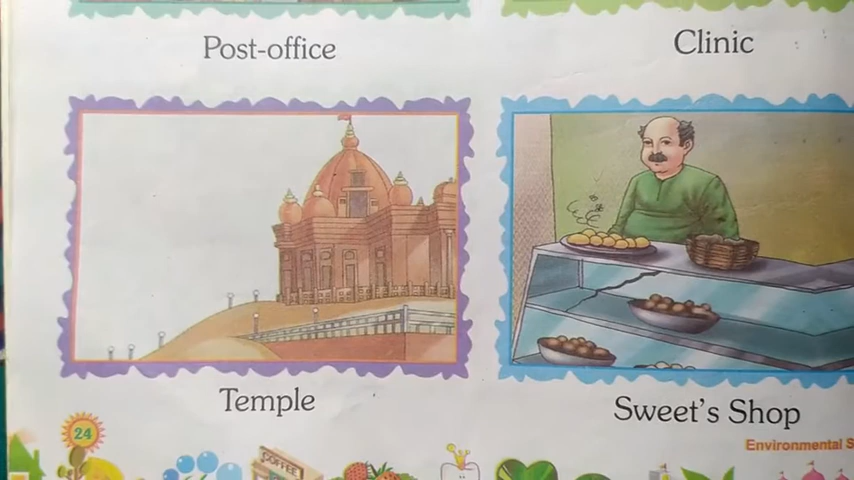 Post-office
Clinic
Temple
Sweet's Shop
24
Environmental S
COFFEE